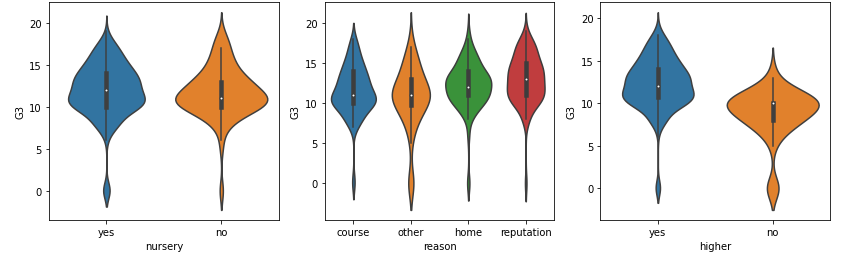 G3
20
15
10
5
0
yes
no
nursery
G3
20
15
10
5
0
course
other
home
reputation
reason
G3
20
15
10
5
0
yes
no
higher